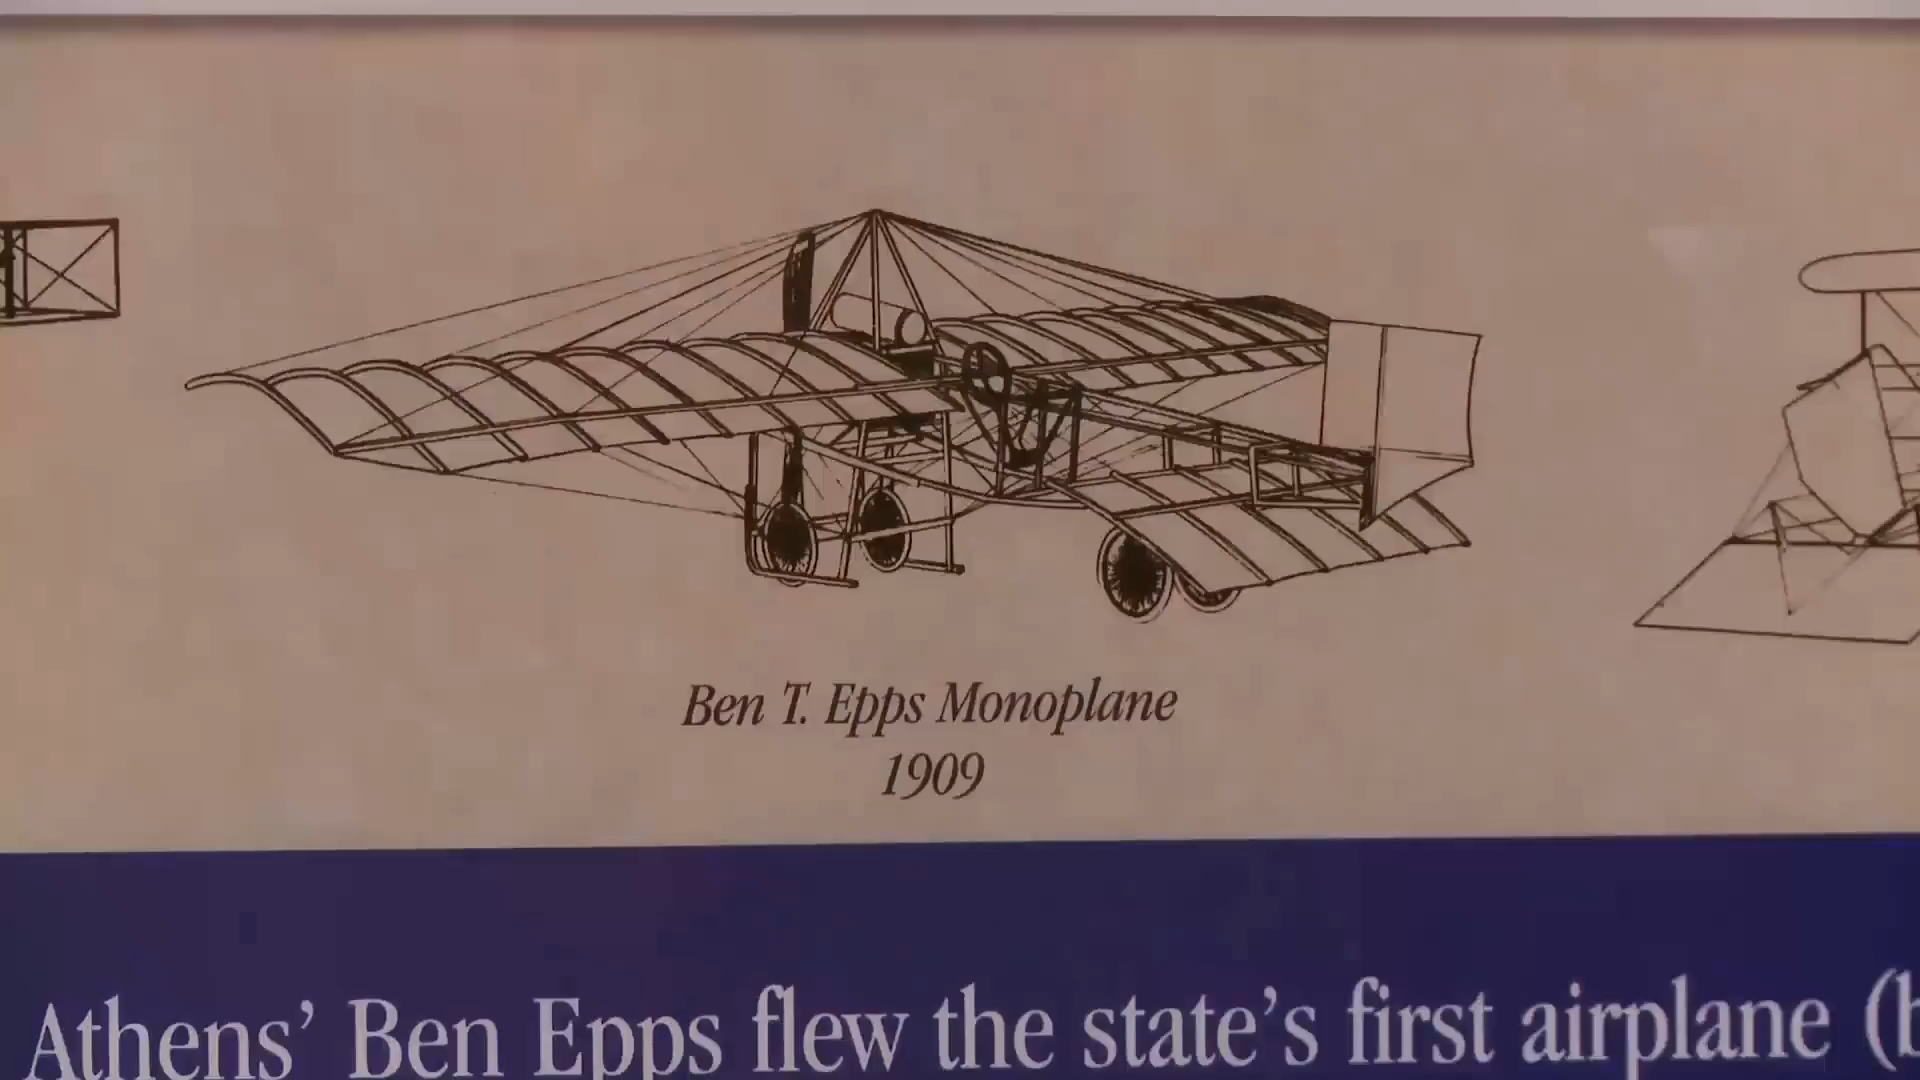 Ben T. Epps Monoplane
1909
Athens' Ben Epps flew the state's first airplane (b